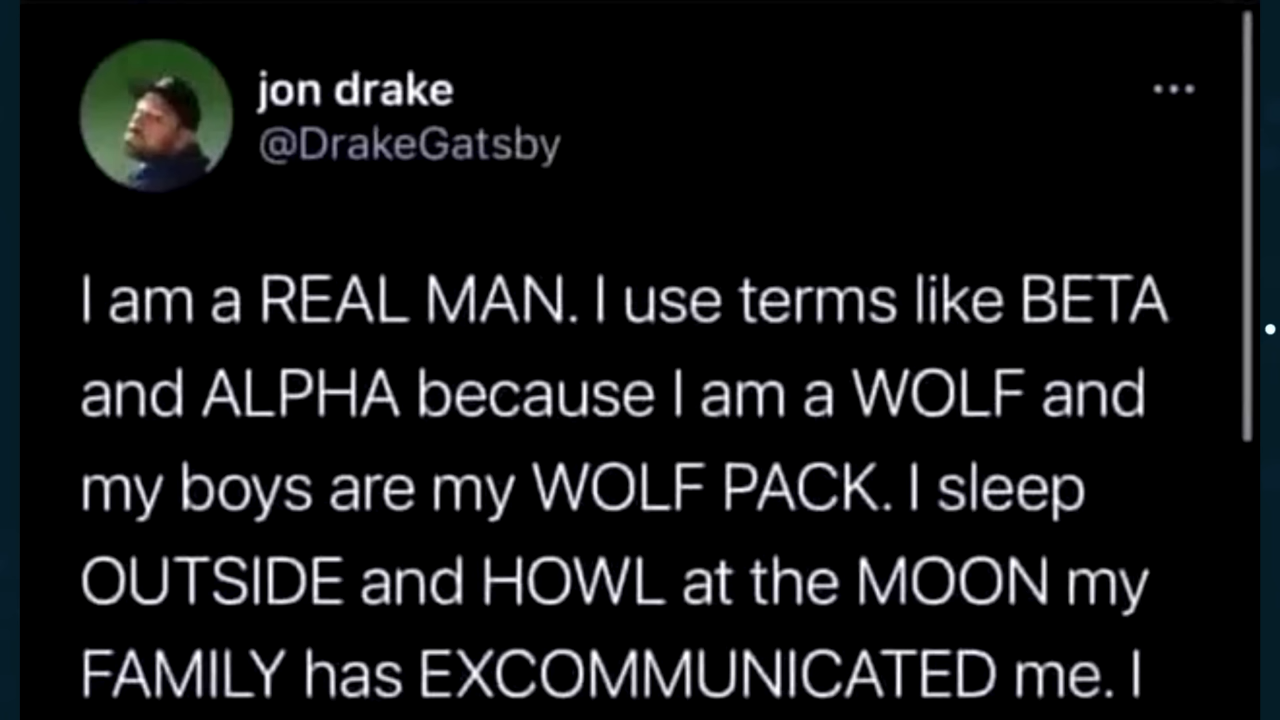 jon drake
@DrakeGatsby
I am a REAL MAN. I use terms like BETA
and ALPHA because I am a WOLF and
my boys are my WOLF PACK. I sleep
OUTSIDE and HOWL at the MOON my
FAMILY has EXCOMMUNICATED me. I